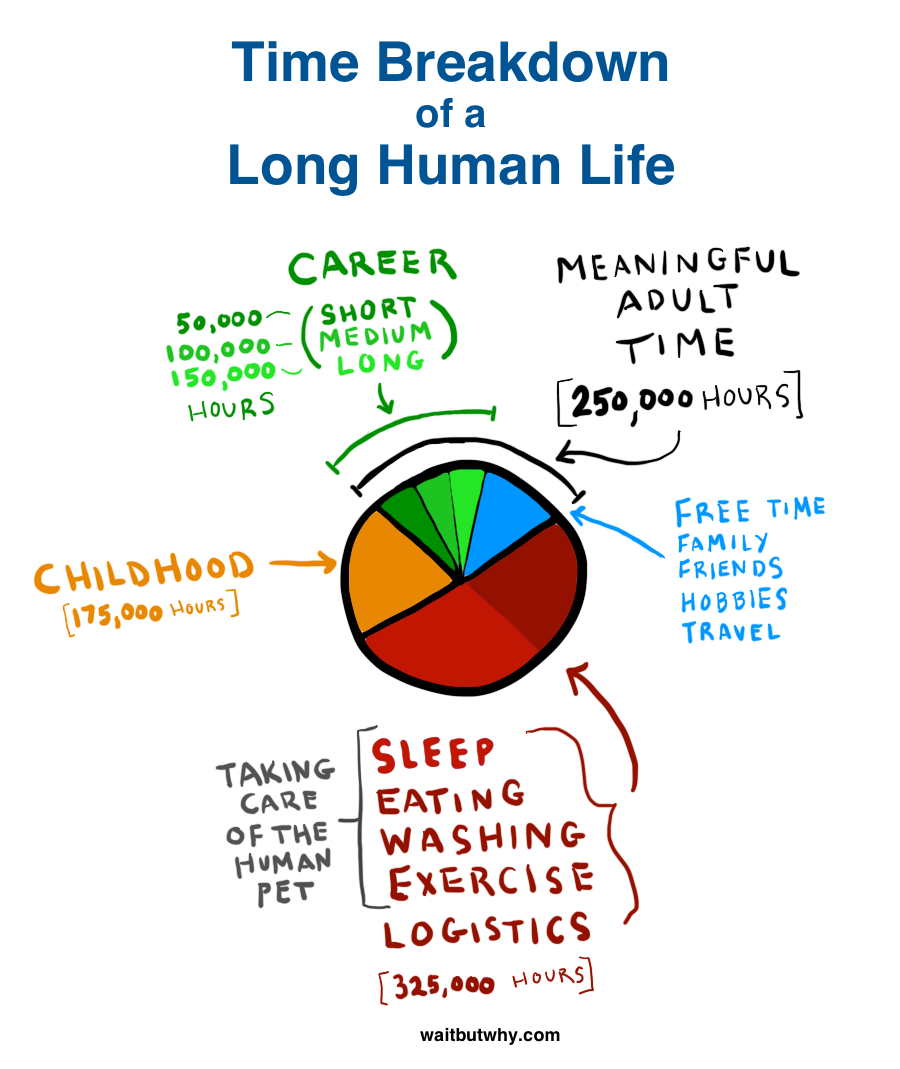 Time Breakdown
of a
Long Human Life
CAREER
50,000
100,000
150,000
HOURS
(SHORT
MEDIUM
LONG)
MEANINGFUL
ADULT
TIME
[250,000 HOURS]
FREE TIME
FAMILY
FRIENDS
HOBBIES
TRAVEL
CHILDHOOD
[175,000 HOURS]
TAKING
CARE
OF THE
HUMAN
PET
SLEEP
EATING
WASHING
EXERCISE
LOGISTICS
[325,000 HOURS]
waitbutwhy.com